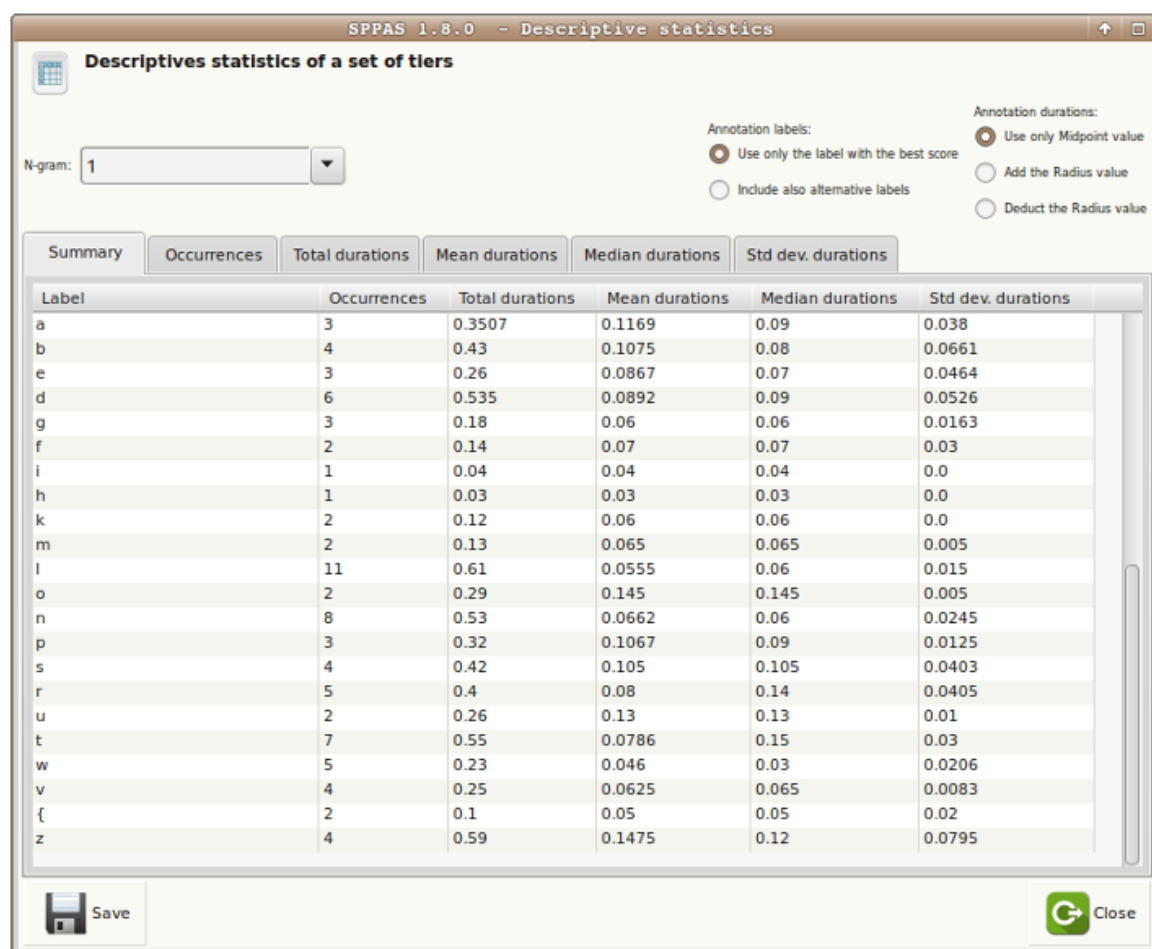 SPPAS 1.8.0 - Descriptive statistics
Descriptives statistics of a set of tiers
N-gram: 1
Annotation labels:
Use only the label with the best score
Include also alternative labels
Annotation durations:
Use only Midpoint value
Add the Radius value
Deduct the Radius value
Summary Occurrences Total durations Mean durations Median durations Std dev. durations
Label Occurrences Total durations Mean durations Median durations Std dev. durations
a 3 0.3507 0.1169 0.09 0.038
b 4 0.43 0.1075 0.08 0.0661
e 3 0.26 0.0867 0.07 0.0464
d 6 0.535 0.0892 0.09 0.0526
g 3 0.18 0.06 0.06 0.0163
f 2 0.14 0.07 0.07 0.03
i 1 0.04 0.04 0.04 0.0
h 1 0.03 0.03 0.03 0.0
k 2 0.12 0.06 0.06 0.0
m 2 0.13 0.065 0.065 0.005
l 11 0.61 0.0555 0.06 0.015
o 2 0.29 0.145 0.145 0.005
n 8 0.53 0.0662 0.06 0.0245
p 3 0.32 0.1067 0.09 0.0125
s 4 0.42 0.105 0.105 0.0403
r 5 0.4 0.08 0.14 0.0405
u 2 0.26 0.13 0.13 0.01
t 7 0.55 0.0786 0.15 0.03
w 5 0.23 0.046 0.03 0.0206
v 4 0.25 0.0625 0.065 0.0083
{ 2 0.1 0.05 0.05 0.02
z 4 0.59 0.1475 0.12 0.0795
Save
Close